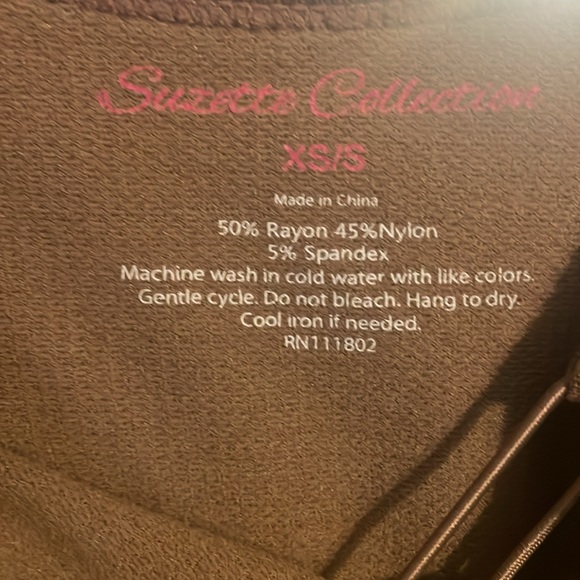 Suzette Collection
XS/S
Made in China
50% Rayon 45%Nylon
5% Spandex
Machine wash in cold water with like colors.
Gentle cycle. Do not bleach. Hang to dry.
Cool iron if needed.
RN111802